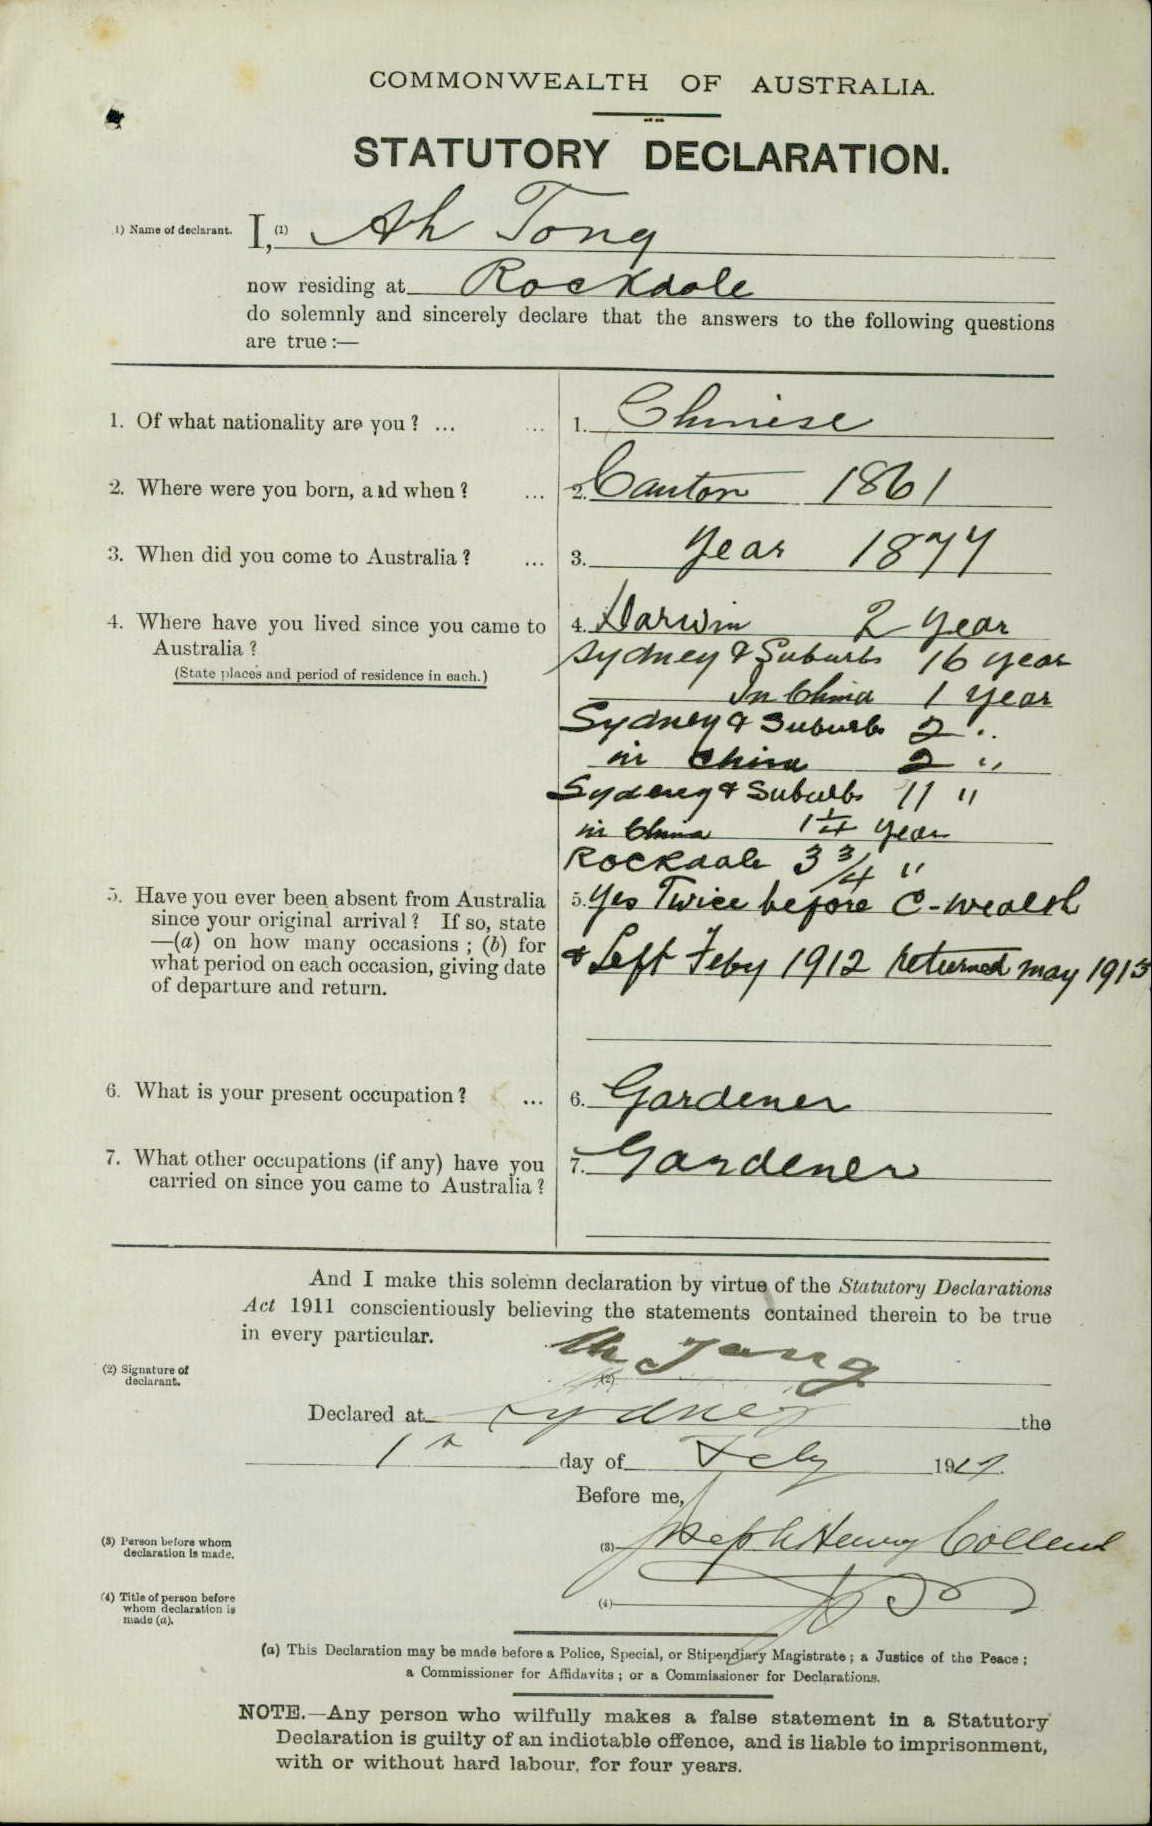 COMMONWEALTH OF AUSTRALIA.
STATUTORY DECLARATION.
1) Name of declarant. I, (1) Ah Tong
now residing at Rockdale
do solemnly and sincerely declare that the answers to the following questions
are true :—
1. Of what nationality are you ? ... ... 1. Chinese
2. Where were you born, and when ? ... 2. Canton 1861
3. When did you come to Australia ? ... 3. Year 1877
4. Where have you lived since you came to 4. Darwin 2 Year
Australia ? Sydney & Suburbs 16 year
(State places and period of residence in each.) In China 1 Year
Sydney & Suburbs 2 "
in China 2 "
Sydney & Suburbs 11 "
in China 1 1/4 year
Rockdale 3 3/4 "
5. Have you ever been absent from Australia 5. Yes Twice before C-wealth
since your original arrival ? If so, state
—(a) on how many occasions ; (b) for & Left Feby 1912 returned may 1913
what period on each occasion, giving date
of departure and return.
6. What is your present occupation ? ... 6. Gardener
7. What other occupations (if any) have you 7. Gardener
carried on since you came to Australia ?
And I make this solemn declaration by virtue of the Statutory Declarations
Act 1911 conscientiously believing the statements contained therein to be true
in every particular.
(2) Signature of declarant. (2) Ah Tong
Declared at Sydney the
1st day of Feby 1917.
Before me,
(3) Person before whom declaration is made. (3) Joseph Henry
(4) Title of person before whom declaration is made (a). (4) JP
(a) This Declaration may be made before a Police, Special, or Stipendiary Magistrate ; a Justice of the Peace ;
a Commissioner for Affidavits ; or a Commissioner for Declarations.
NOTE.—Any person who wilfully makes a false statement in a Statutory
Declaration is guilty of an indictable offence, and is liable to imprisonment,
with or without hard labour, for four years.